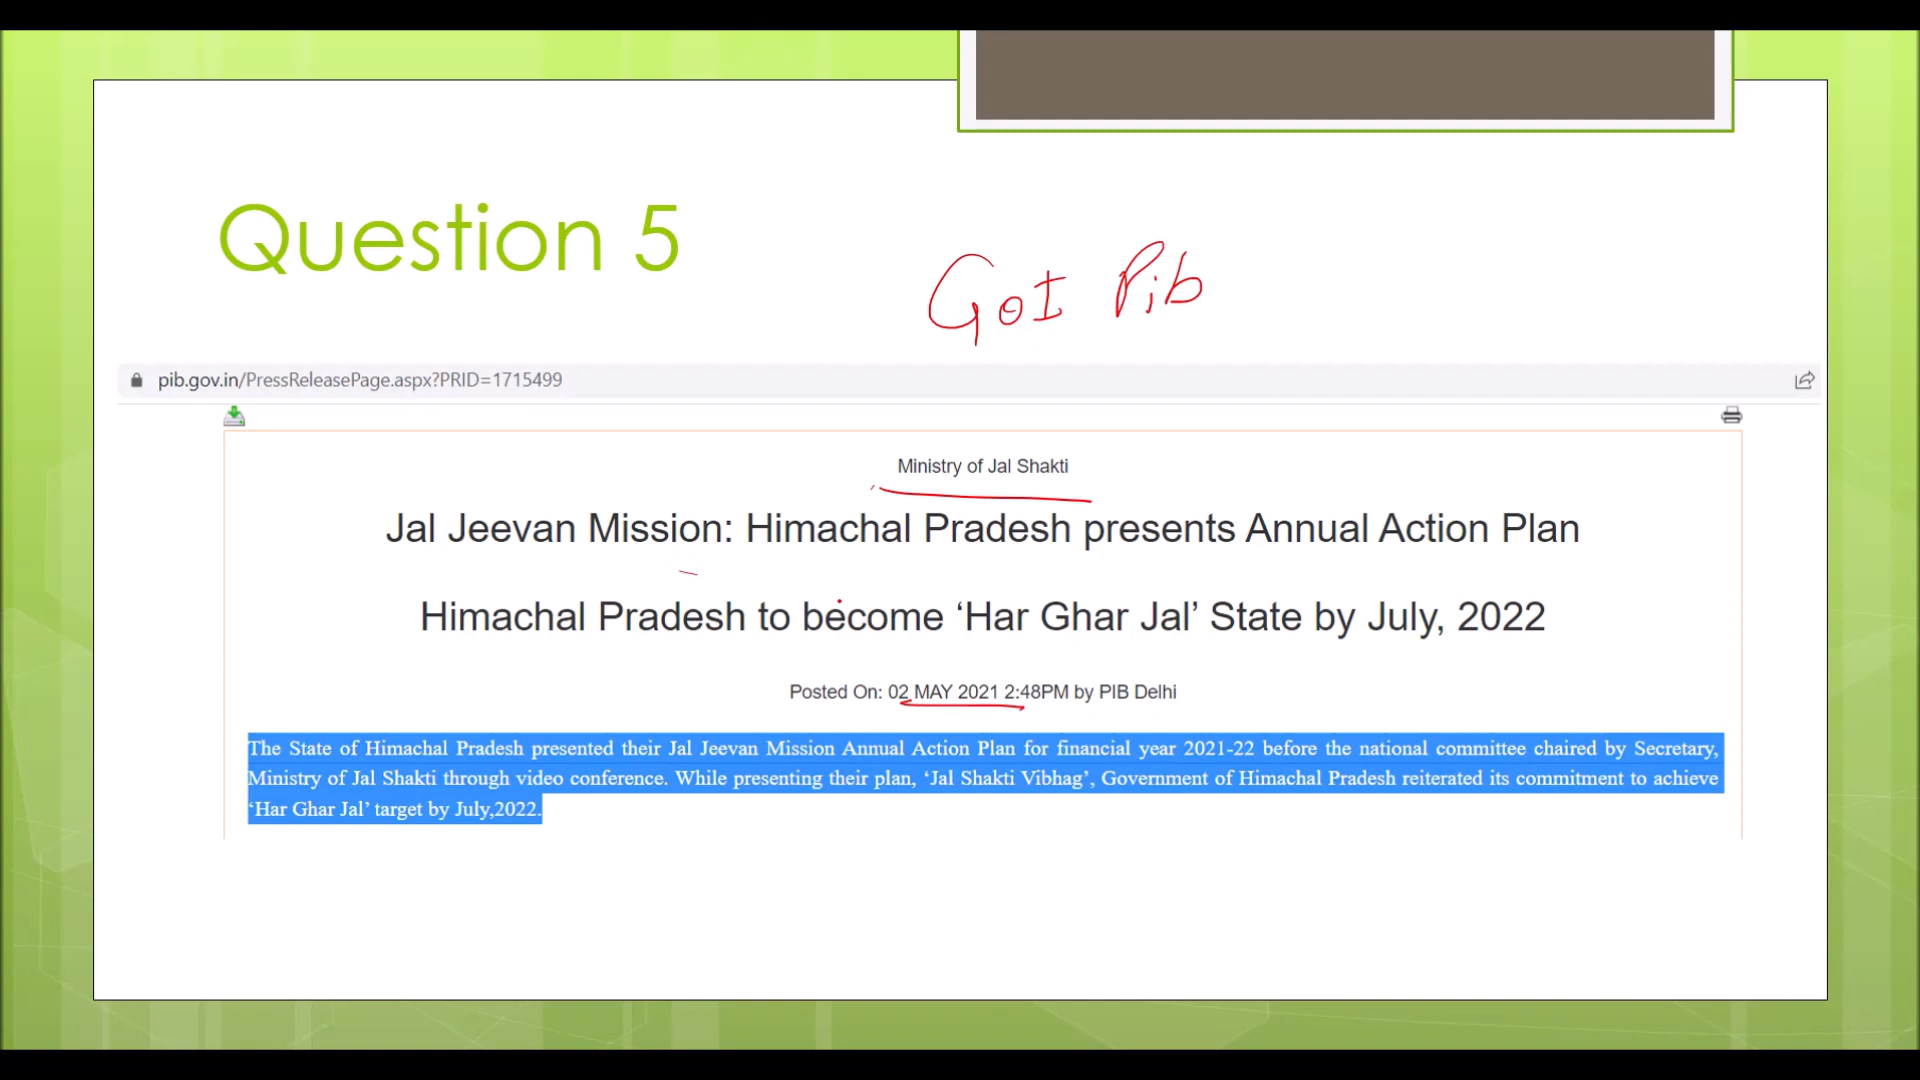 Question 5
GOI Pib
pib.gov.in/PressReleasePage.aspx?PRID=1715499
Ministry of Jal Shakti
Jal Jeevan Mission: Himachal Pradesh presents Annual Action Plan
Himachal Pradesh to become ‘Har Ghar Jal’ State by July, 2022
Posted On: 02 MAY 2021 2:48PM by PIB Delhi
The State of Himachal Pradesh presented their Jal Jeevan Mission Annual Action Plan for financial year 2021-22 before the national committee chaired by Secretary,
Ministry of Jal Shakti through video conference. While presenting their plan, ‘Jal Shakti Vibhag’, Government of Himachal Pradesh reiterated its commitment to achieve
‘Har Ghar Jal’ target by July,2022.